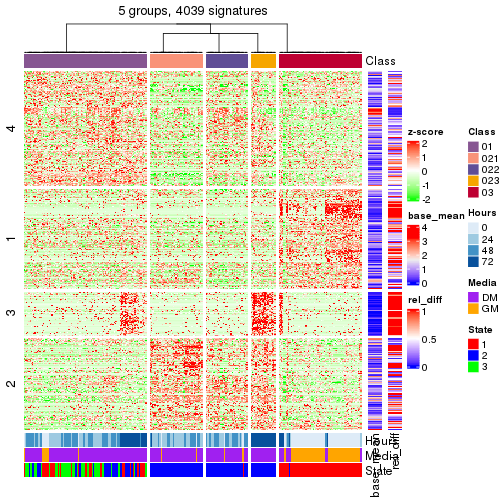 5 groups, 4039 signatures
Class
4
1
3
2
Hours
Media
State
base_mean
rel_diff
z-score
2
1
0
-1
-2
base_mean
4
3
2
1
0
rel_diff
1
0.5
0
Class
01
021
022
023
03
Hours
0
24
48
72
Media
DM
GM
State
1
2
3